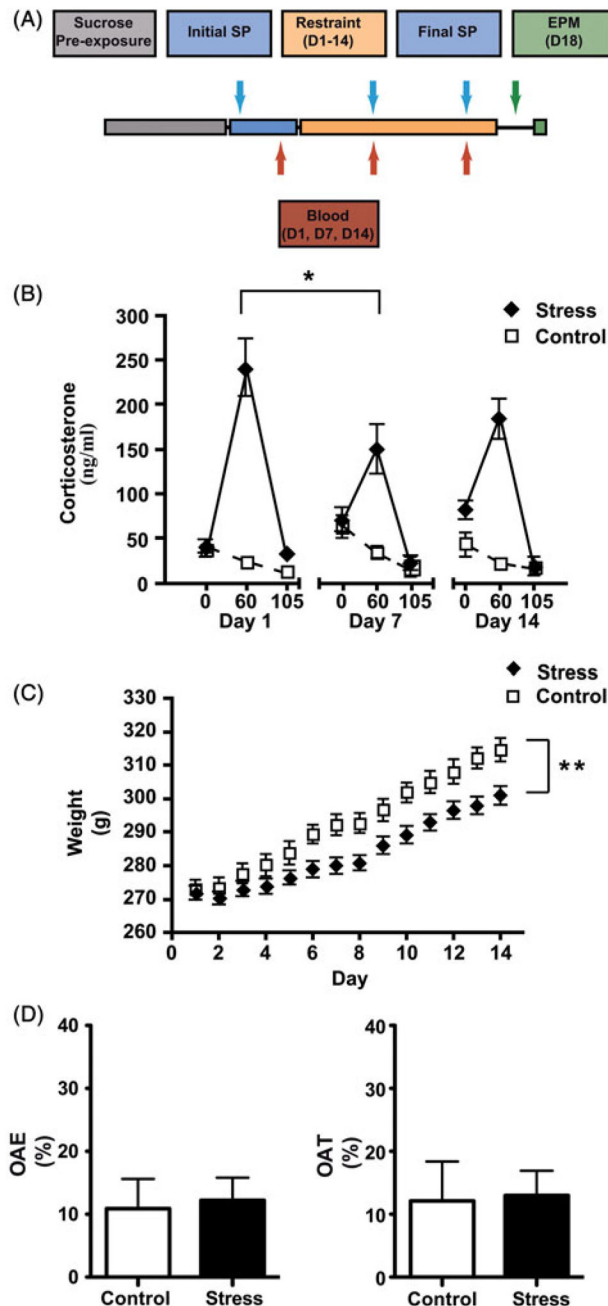 (A)
Sucrose
Pre-exposure
Initial SP
Restraint
(D1-14)
Final SP
EPM
(D18)
Blood
(D1, D7, D14)
(B)
*
Stress
Control
Corticosterone
(ng/ml)
300
250
200
150
100
50
0
0 60 105
0 60 105
0 60 105
Day 1
Day 7
Day 14
(C)
Stress
Control
Weight
(g)
330
320
310
300
290
280
270
260
**
0 2 4 6 8 10 12 14
Day
(D)
OAE
(%)
40
30
20
10
0
Control Stress
OAT
(%)
40
30
20
10
0
Control Stress